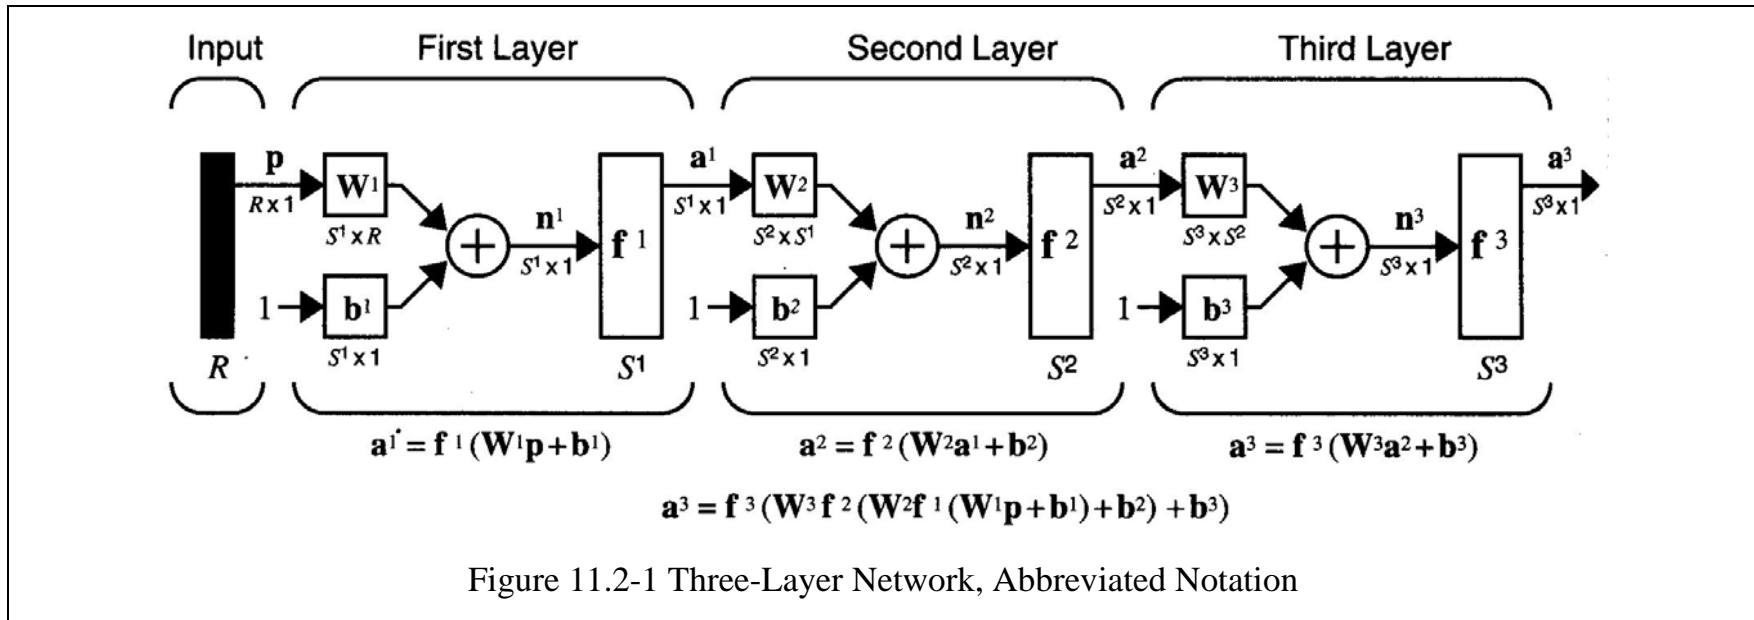 Input First Layer Second Layer Third Layer
p a¹ a² a³
W¹ W² W³
R x 1 S¹ x 1 S² x 1 S³ x 1
n¹ n² n³
S¹ x R S² x S¹ S³ x S²
f 1 f 2 f 3
S¹ x 1 S² x 1 S³ x 1
1 b¹ 1 b² 1 b³
S¹ x 1 S² x 1 S³ x 1
R S¹ S² S³
a¹ = f ¹ (W¹p + b¹) a² = f ² (W²a¹ + b²) a³ = f ³ (W³a² + b³)
a³ = f ³ (W³ f ² (W²f ¹ (W¹p + b¹) + b²) + b³)
Figure 11.2-1 Three-Layer Network, Abbreviated Notation